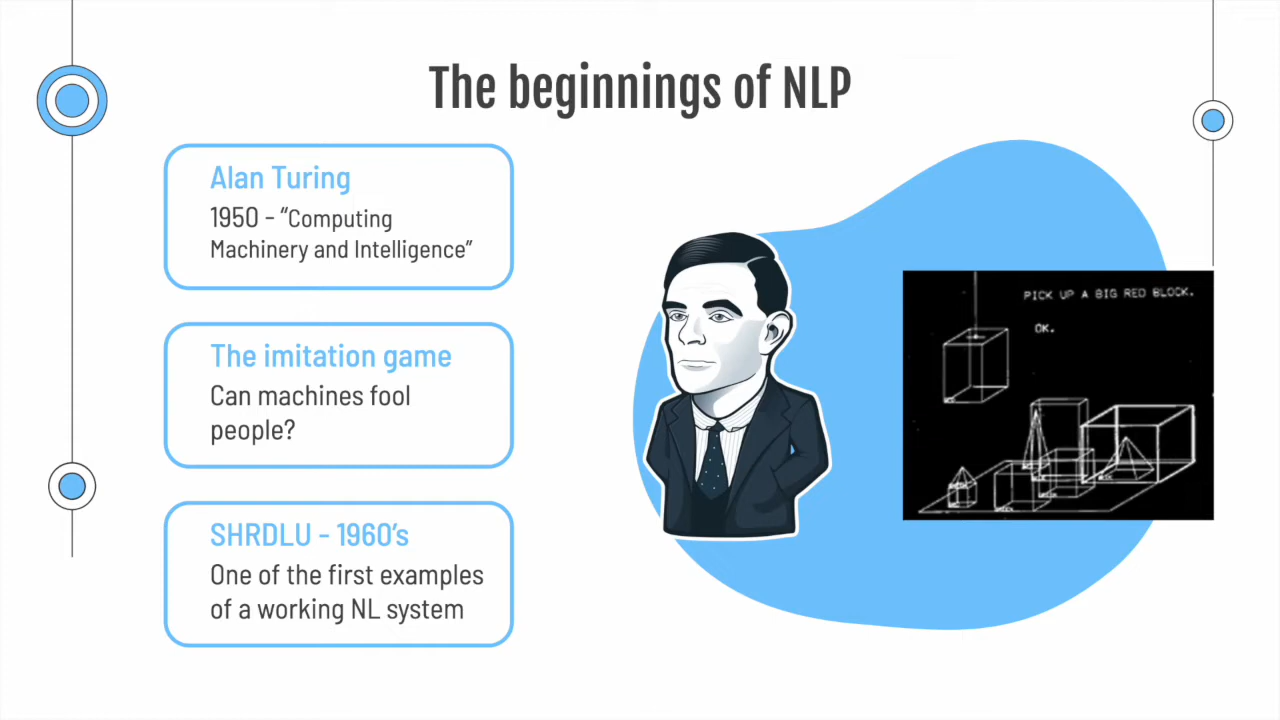 The beginnings of NLP
Alan Turing
1950 - “Computing
Machinery and Intelligence”
The imitation game
Can machines fool
people?
SHRDLU - 1960’s
One of the first examples
of a working NL system
PICK UP A BIG RED BLOCK.
OK.